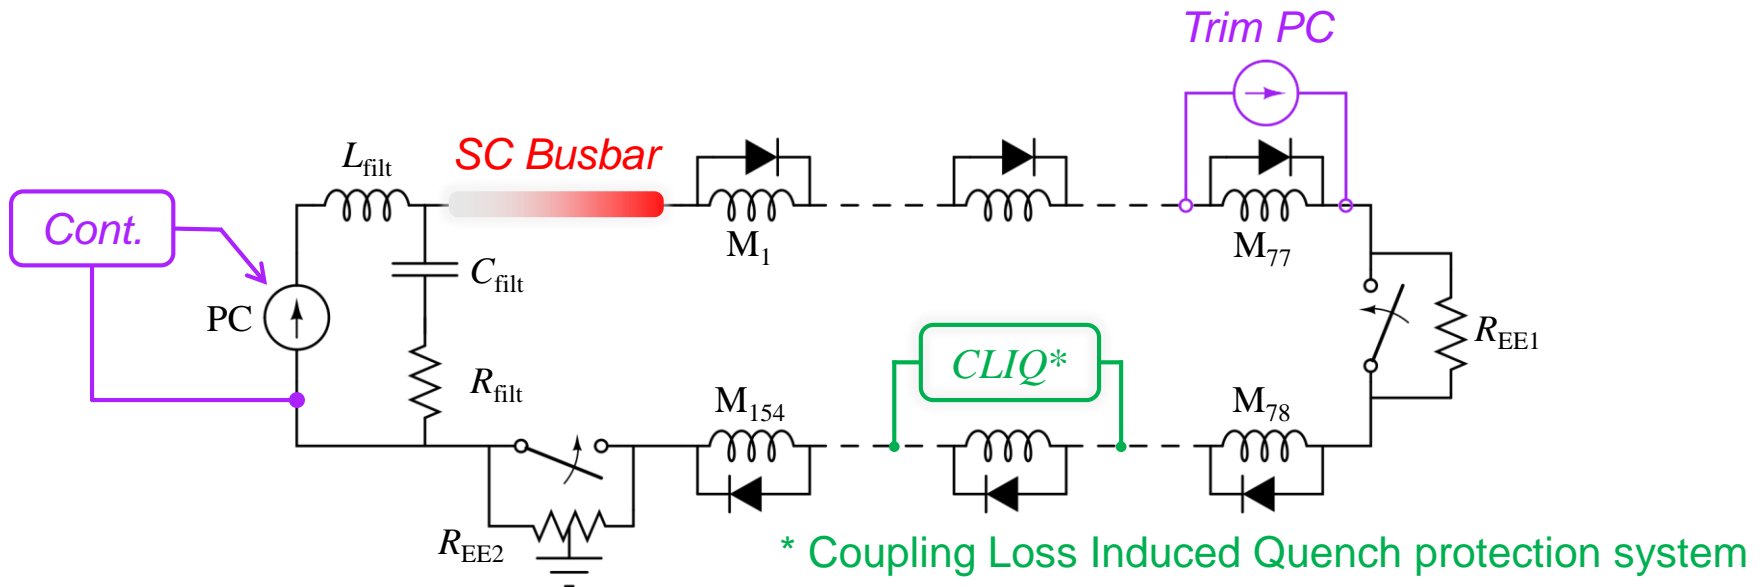 Trim PC
L_filt
SC Busbar
Cont.
M_1
M_77
C_filt
PC
R_EE1
CLIQ*
R_filt
M_154
M_78
R_EE2
* Coupling Loss Induced Quench protection system